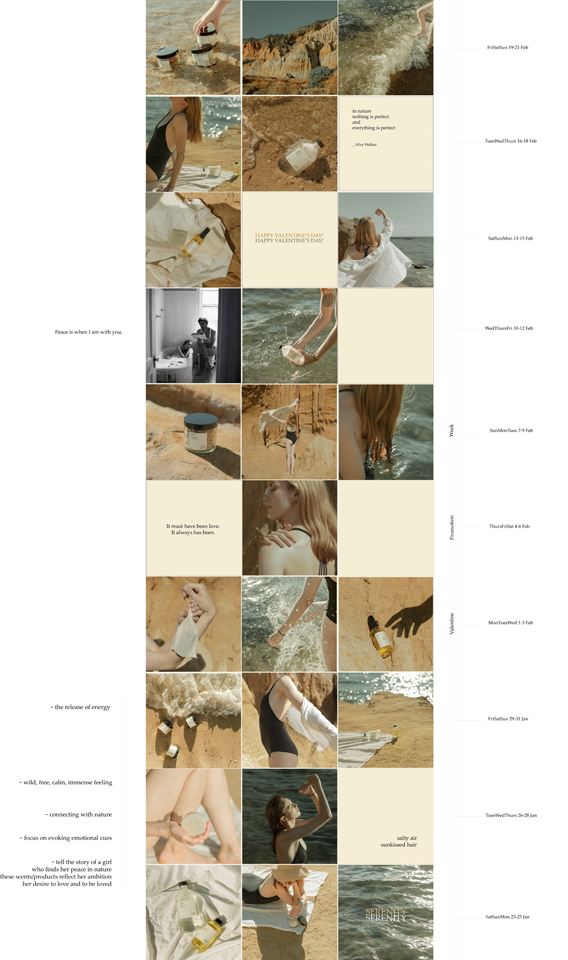 FriSatSun 19-21 Feb
in nature
nothing is perfect
and
everything is perfect
_ Alice Walker
TuesWedThurs 16-18 Feb
HAPPY VALENTINE'S DAY!
HAPPY VALENTINE'S DAY!
SatSunMon 13-15 Feb
Peace is when I am with you.
WedThursFri 10-12 Feb
Week
SunMonTues 7-9 Feb
It must have been love.
It always has been.
Promotion
ThursFriSat 4-6 Feb
Valentine
MonTuesWed 1-3 Feb
~ the release of energy
FriSatSun 29-31 Jan
~ wild, free, calm, immense feeling
~ connecting with nature
~ focus on evoking emotional cues
~ tell the story of a girl
who finds her peace in nature
these scents/products reflect her ambition
her desire to love and to be loved
salty air
sunkissed hair
TuesWedThurs 26-28 Jan
SERENITY
SERENITY
SatSunMon 23-25 Jan